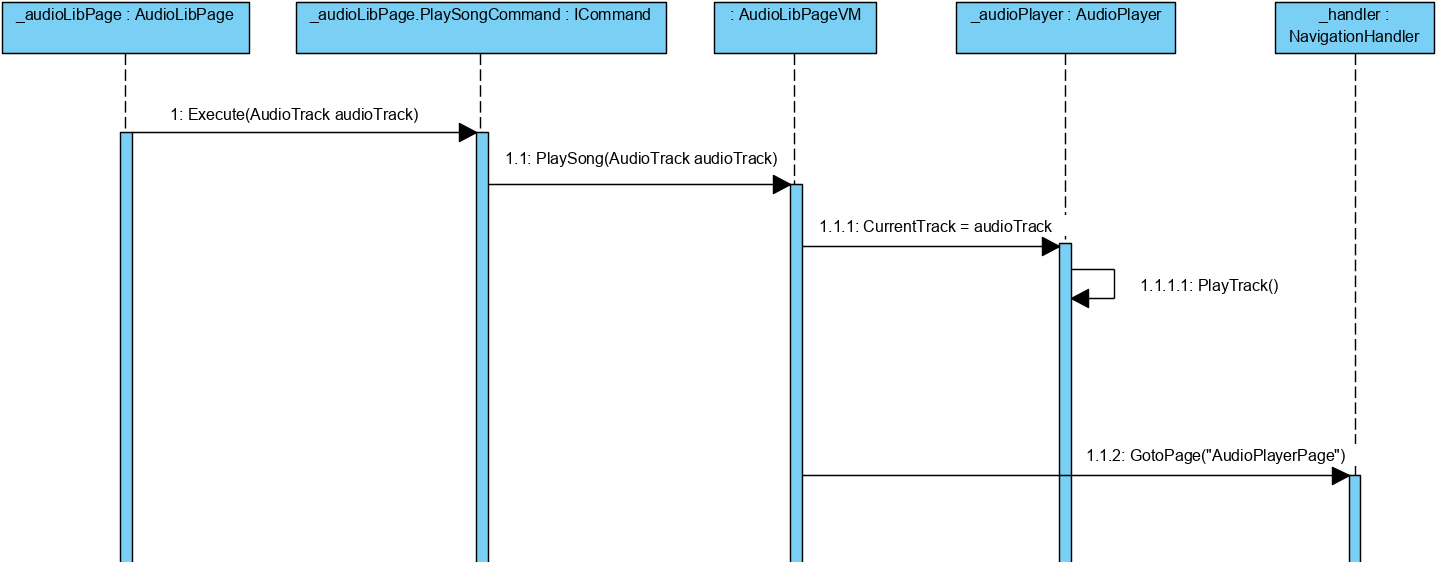 _audioLibPage : AudioLibPage
_audioLibPage.PlaySongCommand : ICommand
: AudioLibPageVM
_audioPlayer : AudioPlayer
_handler :
NavigationHandler
1: Execute(AudioTrack audioTrack)
1.1: PlaySong(AudioTrack audioTrack)
1.1.1: CurrentTrack = audioTrack
1.1.1.1: PlayTrack()
1.1.2: GotoPage("AudioPlayerPage")